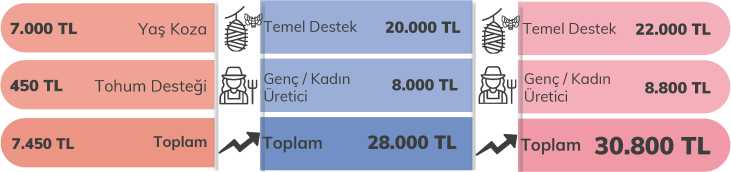 7.000 TL Yaş Koza
450 TL Tohum Desteği
7.450 TL Toplam
Temel Destek 20.000 TL
Genç / Kadın
Üretici 8.000 TL
Toplam 28.000 TL
Temel Destek 22.000 TL
Genç / Kadın
Üretici 8.800 TL
Toplam 30.800 TL